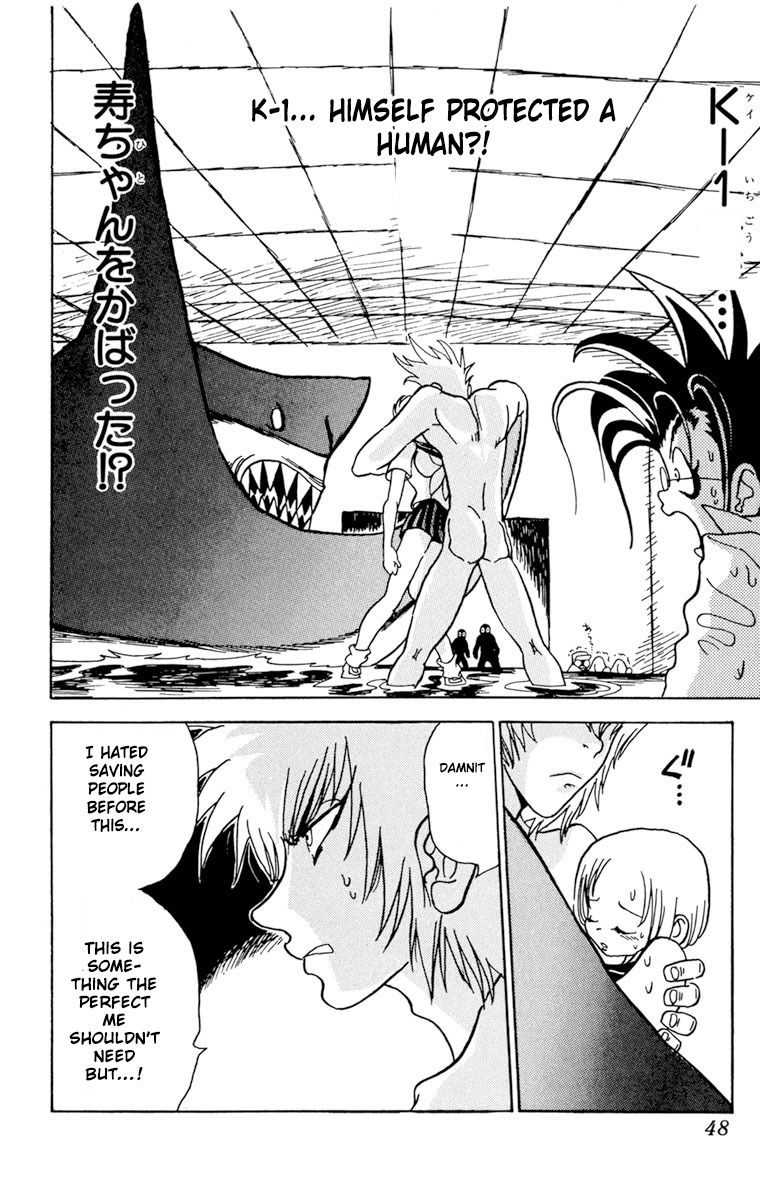 K-1
ケイ いちごう
…
寿ちゃんをかばった!?
ひと
K-1... HIMSELF PROTECTED A
HUMAN?!
グ…
DAMNIT
...
I HATED
SAVING
PEOPLE
BEFORE
THIS...
THIS IS
SOME-
THING THE
PERFECT
ME
SHOULDN'T
NEED
BUT...!
48